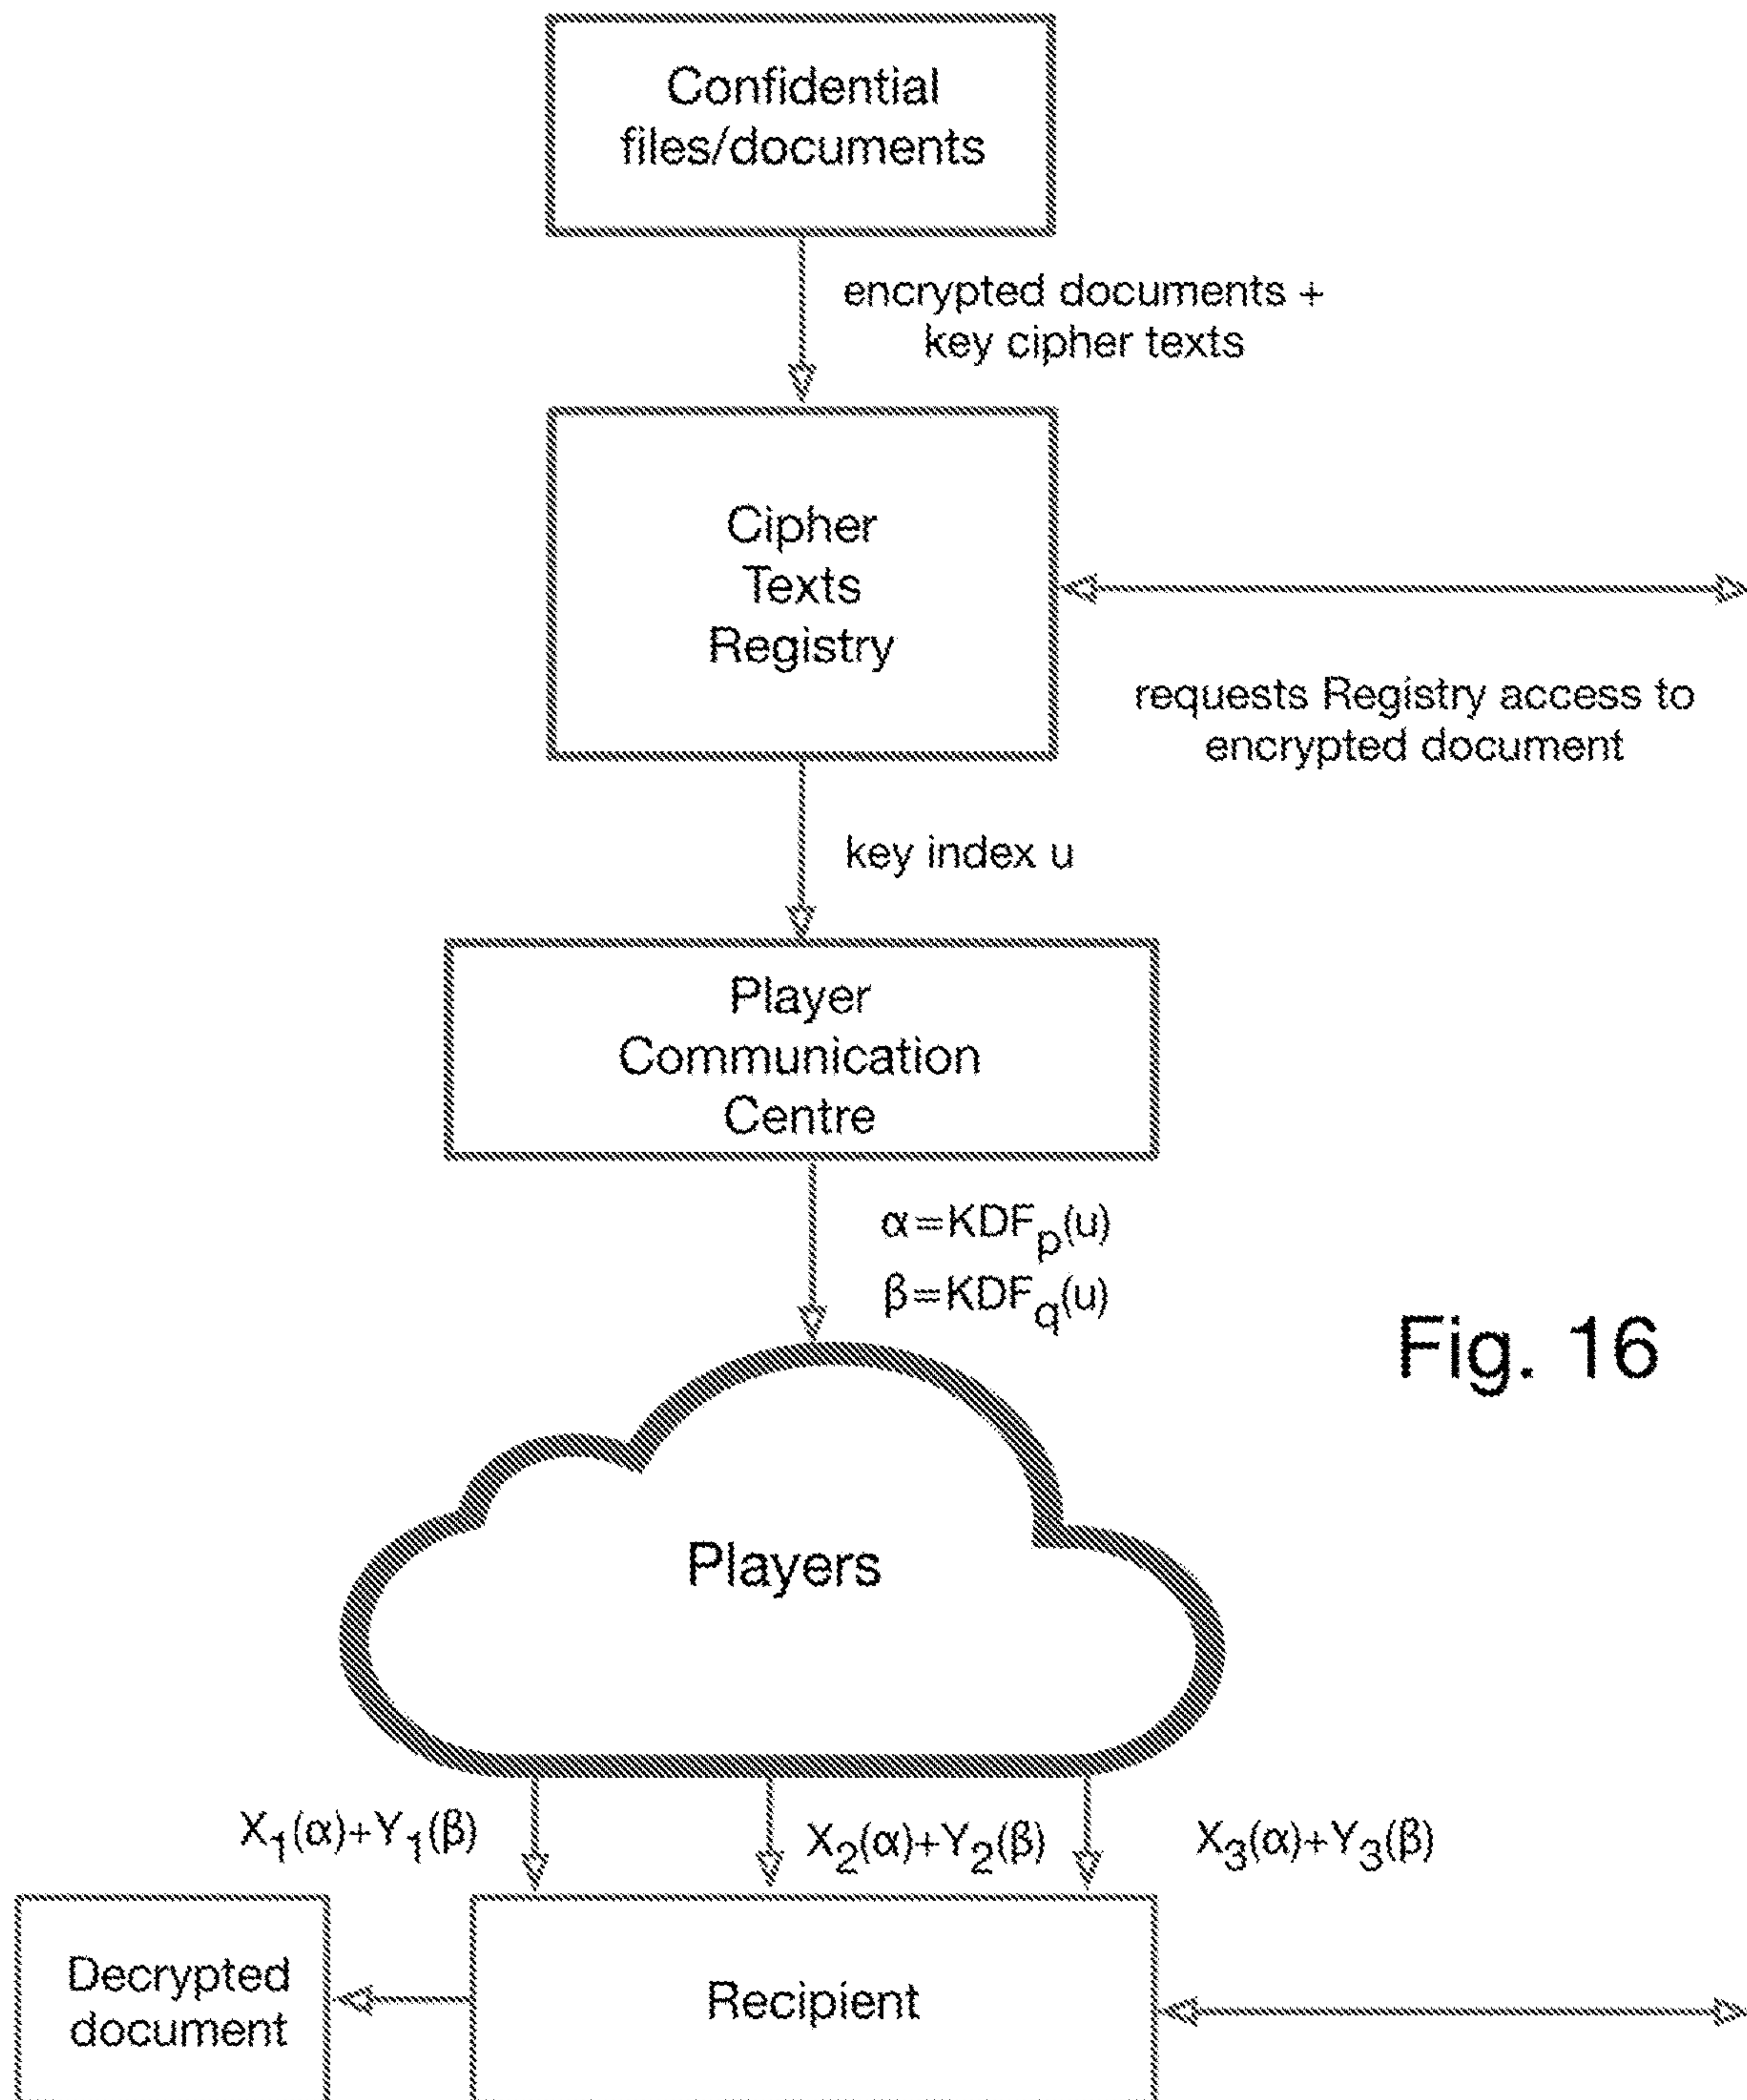 Confidential
files/documents
encrypted documents +
key cipher texts
Cipher
Texts
Registry
requests Registry access to
encrypted document
key index u
Player
Communication
Centre
α=KDFp(u)
β=KDFq(u)
Fig. 16
Players
X1(α)+Y1(β)
X2(α)+Y2(β)
X3(α)+Y3(β)
Decrypted
document
Recipient